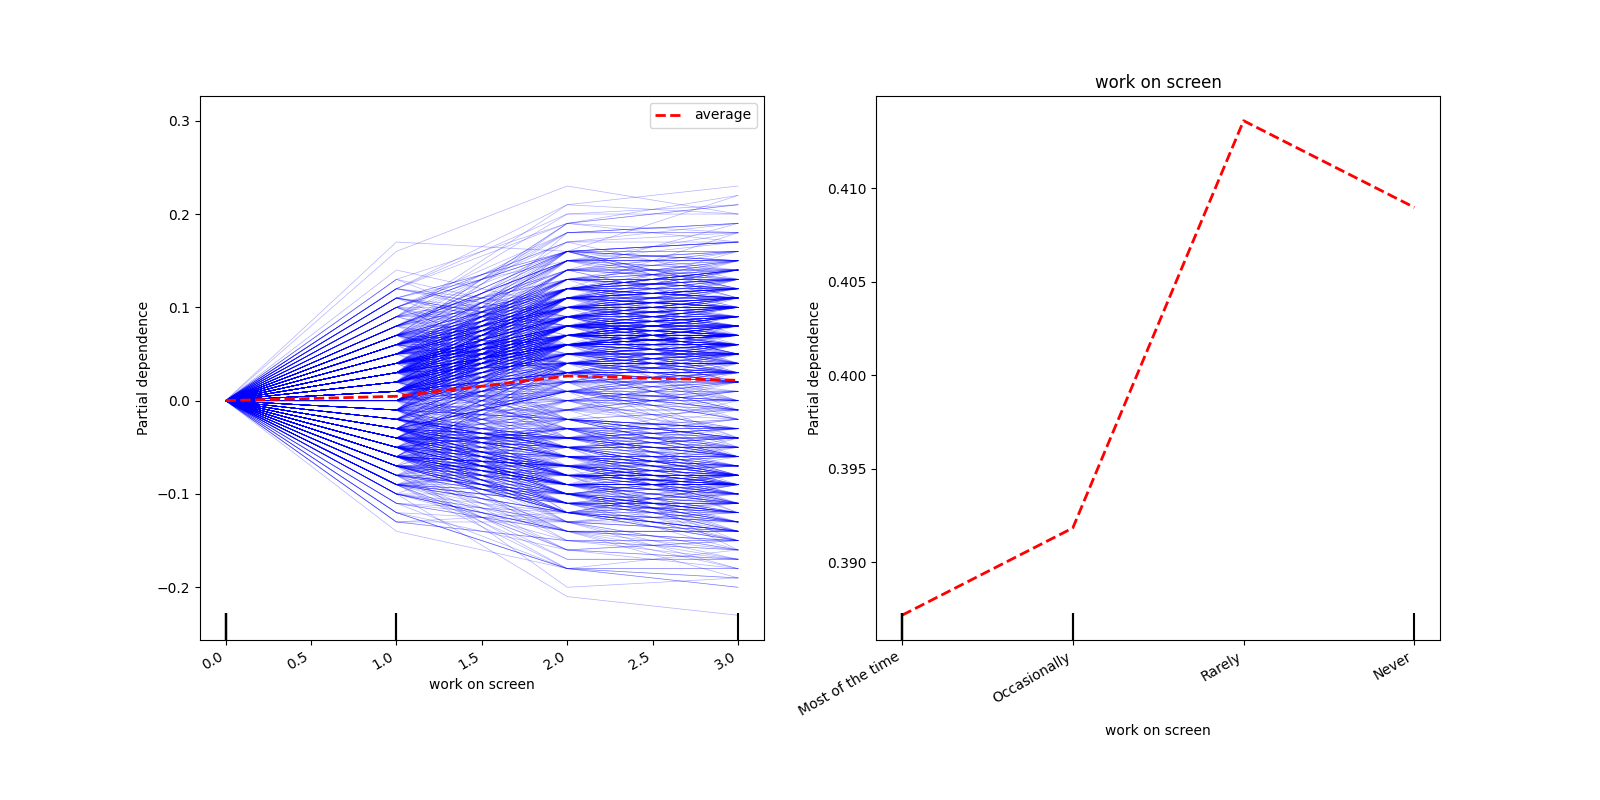 work on screen
average
0.3
0.2
0.1
0.0
−0.1
−0.2
Partial dependence
0.0
0.5
1.0
1.5
2.0
2.5
3.0
work on screen
0.410
0.405
0.400
0.395
0.390
Partial dependence
Most of the time
Occasionally
Rarely
Never
work on screen